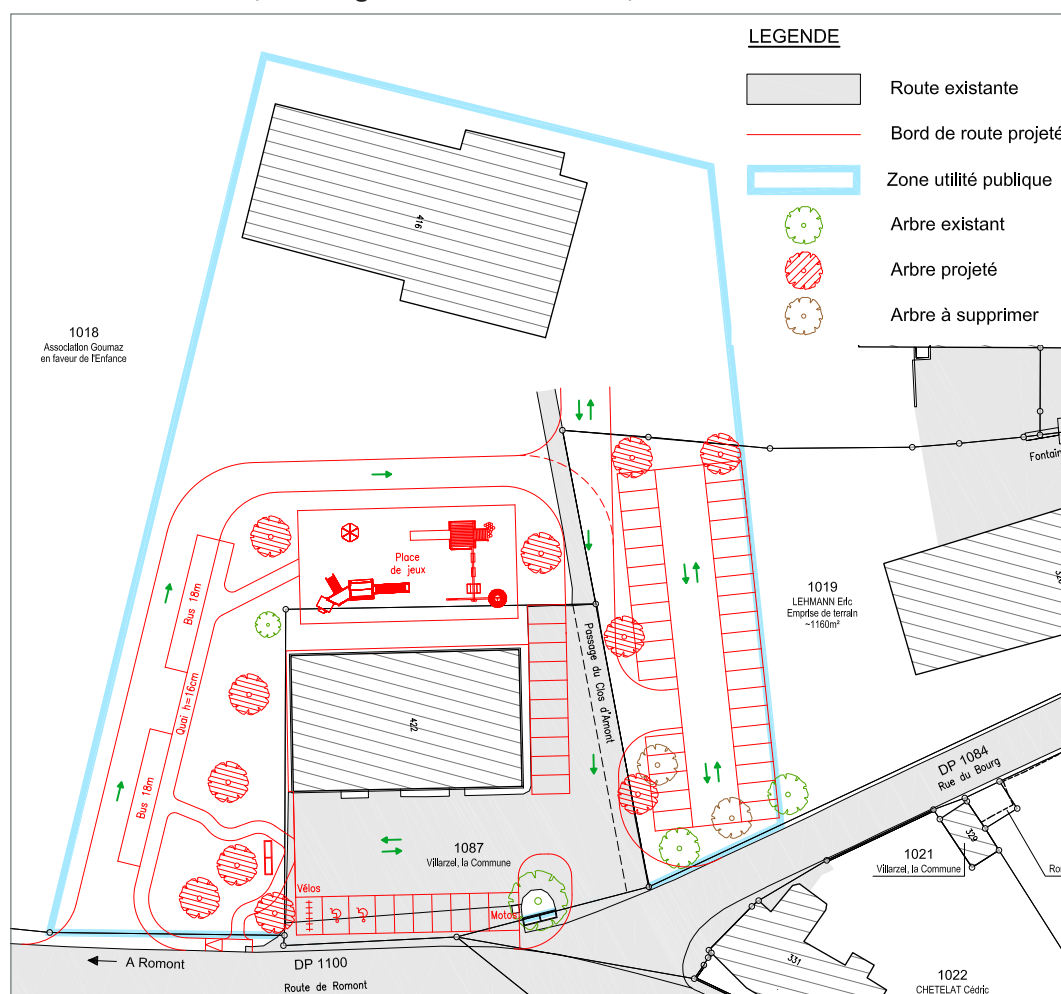 LEGENDE
Route existante
Bord de route projeté
Zone utilité publique
Arbre existant
Arbre projeté
Arbre à supprimer
416
1018
Association Goumaz
en faveur de l'Enfance
Place
de jeux
Bus 18m
Quai h=16cm
Bus 18m
422
Passage du Clos d'Amont
1019
LEHMANN Eric
Emprise de terrain
~1160m²
DP 1084
Rue du Bourg
1087
Villarzel, la Commune
Vélos
Motos
329
1021
Villarzel, la Commune
331
1022
CHETELAT Cédric
A Romont
DP 1100
Route de Romont